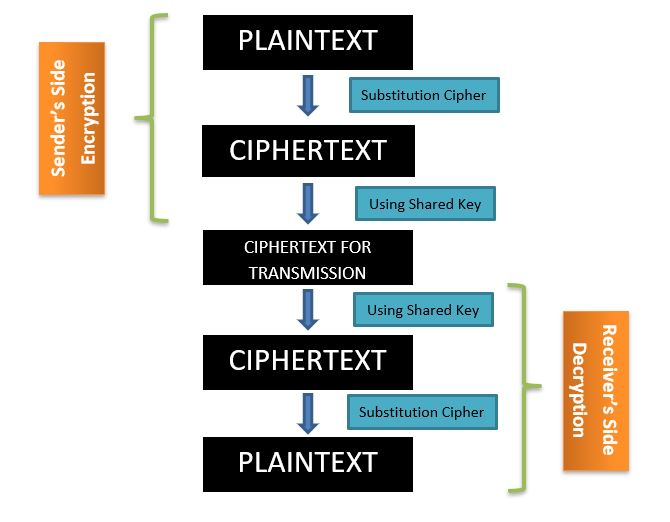 PLAINTEXT
Substitution Cipher
Sender's Side
Encryption
CIPHERTEXT
Using Shared Key
CIPHERTEXT FOR
TRANSMISSION
Using Shared Key
CIPHERTEXT
Receiver's Side
Decryption
Substitution Cipher
PLAINTEXT